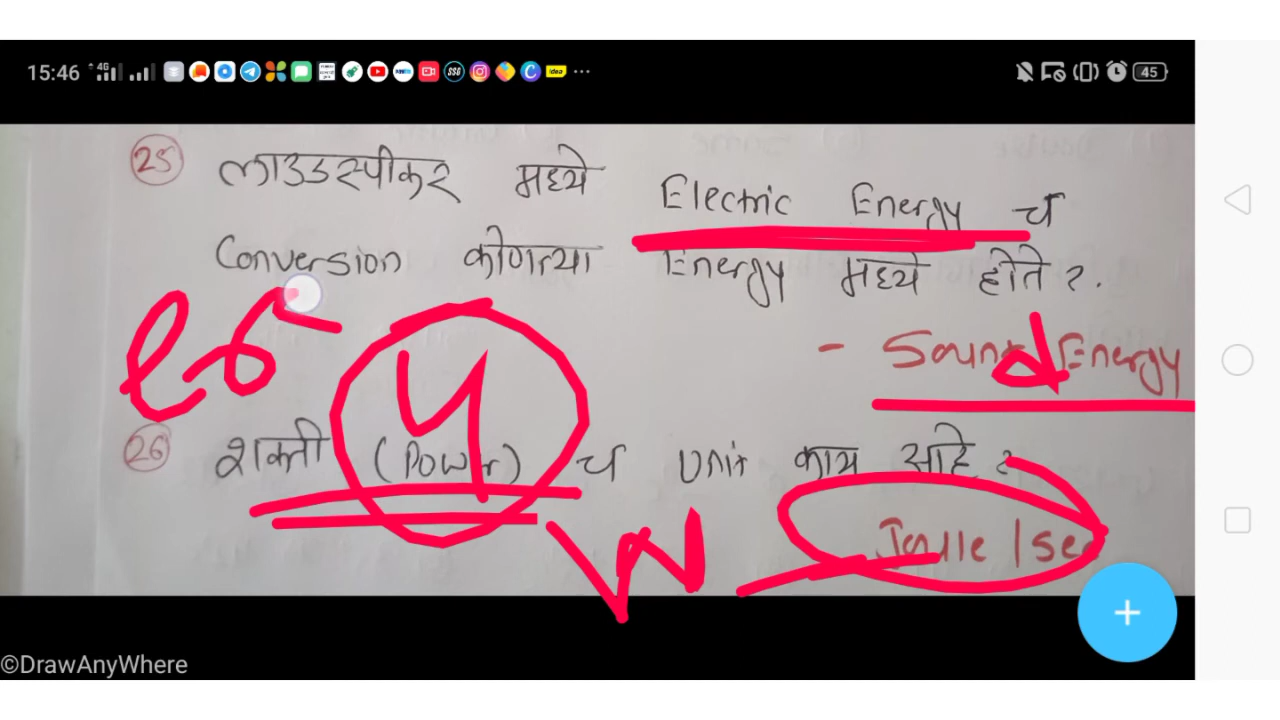 15:46 4G 45
25 लाउडस्पीकर मध्ये Electric Energy च
Conversion कोणत्या Energy मध्ये होते ?.
- Sound Energy
26 शक्ती (Power) च Unit काय आहे ?
Joule / sec
W
©DrawAnyWhere